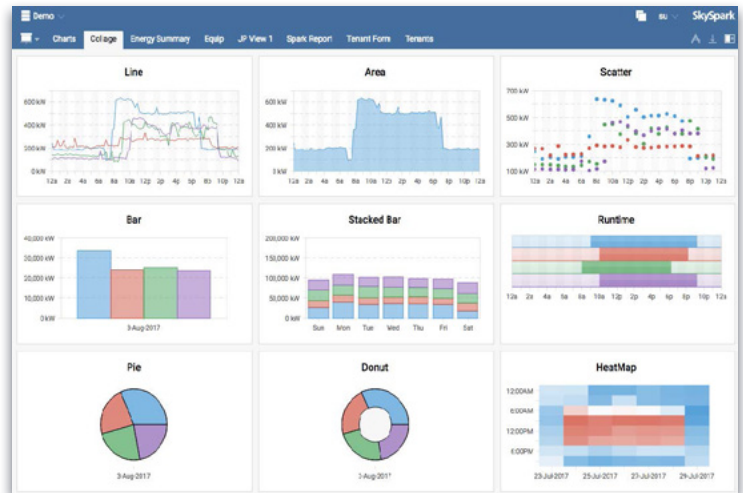 Demo
su
SkySpark
Charts Collage Energy Summary Equip JP View 1 Spark Report Tenant Form Tenants
Line
Area
Scatter
600 kW
400 kW
200 kW
0 kW
12a 2a 4a 6a 8a 10a 12p 2p 4p 6p 8p 10p 12a
600 kW
400 kW
200 kW
0 kW
12a 2a 4a 6a 8a 10a 12p 2p 4p 6p 8p 10p 12a
700 kW
500 kW
300 kW
100 kW
12a 2a 4a 6a 8a 10a 12p 2p 4p 6p 8p 10p 12a
Bar
Stacked Bar
Runtime
40,000 kW
30,000 kW
20,000 kW
10,000 kW
0 kW
3-Aug-2017
200,000 kW
150,000 kW
100,000 kW
50,000 kW
0 kW
Sun Mon Tue Wed Thu Fri Sat
12a 2a 4a 6a 8a 10a 12p 2p 4p 6p 8p 10p 12a
Pie
Donut
HeatMap
3-Aug-2017
3-Aug-2017
12:00AM
6:00AM
12:00PM
6:00PM
23-Jul-2017 25-Jul-2017 27-Jul-2017 29-Jul-2017